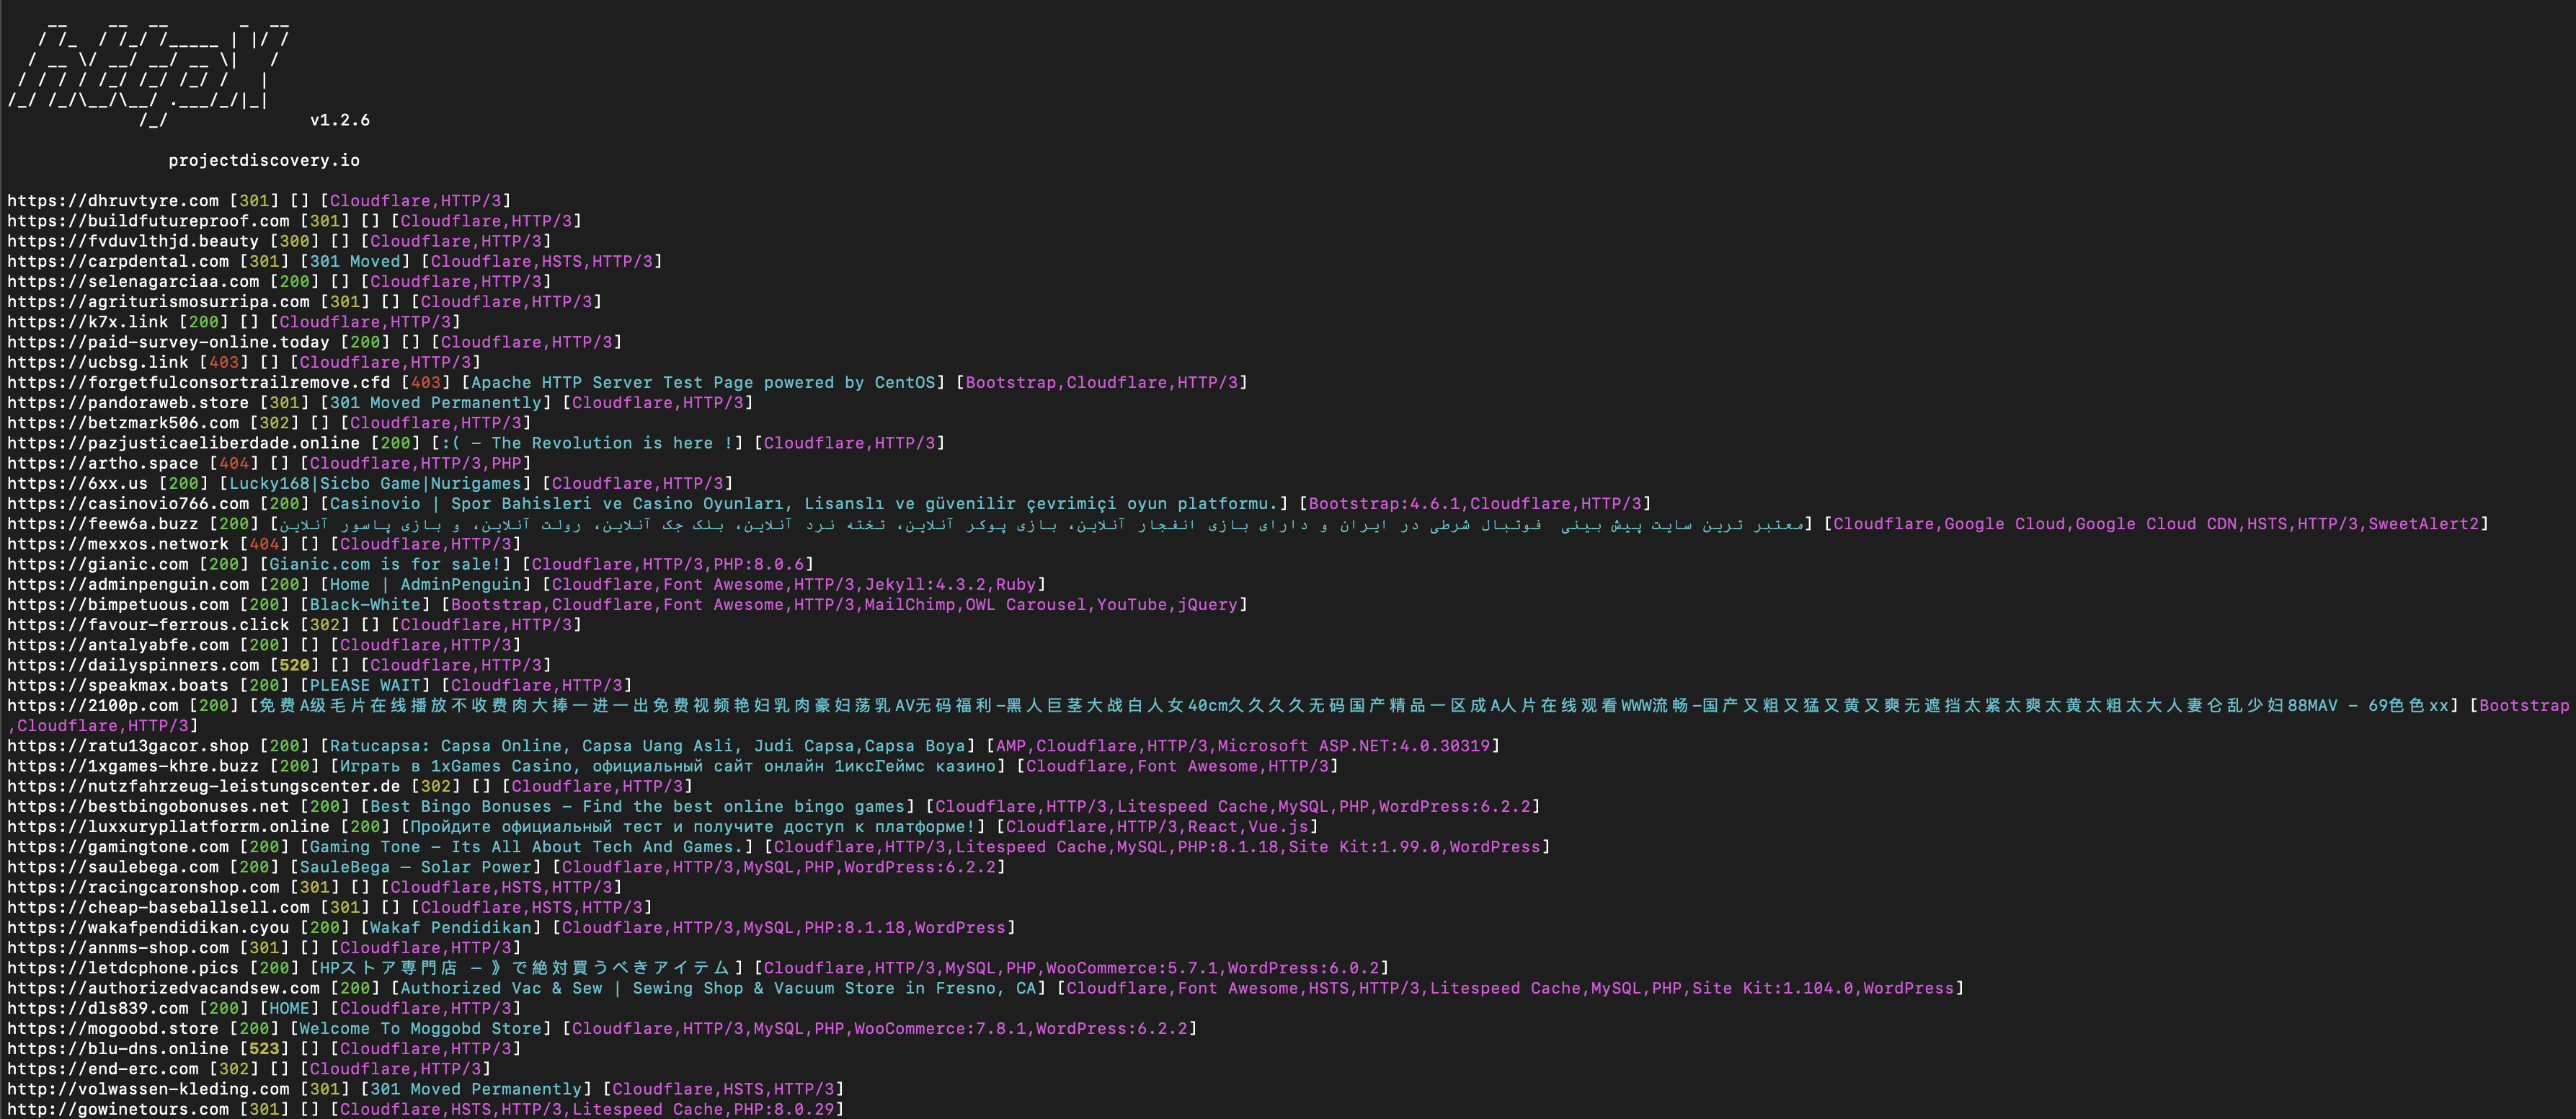 __    __  __       _  __
   / /_  / /_/ /_____ | |/ /
  / __ \/ __/ __/ __ \|   /
 / / / / /_/ /_/ /_/ /   |
/_/ /_/\__/\__/ .___/_/|_|
             /_/              v1.2.6
projectdiscovery.io
https://dhruvtyre.com [301] [] [Cloudflare,HTTP/3]
https://buildfutureproof.com [301] [] [Cloudflare,HTTP/3]
https://fvduvlthjd.beauty [300] [] [Cloudflare,HTTP/3]
https://carpdental.com [301] [301 Moved] [Cloudflare,HSTS,HTTP/3]
https://selenagarciaa.com [200] [] [Cloudflare,HTTP/3]
https://agriturismosurripa.com [301] [] [Cloudflare,HTTP/3]
https://k7x.link [200] [] [Cloudflare,HTTP/3]
https://paid-survey-online.today [200] [] [Cloudflare,HTTP/3]
https://ucbsg.link [403] [] [Cloudflare,HTTP/3]
https://forgetfulconsortrailremove.cfd [403] [Apache HTTP Server Test Page powered by CentOS] [Bootstrap,Cloudflare,HTTP/3]
https://pandoraweb.store [301] [301 Moved Permanently] [Cloudflare,HTTP/3]
https://betzmark506.com [302] [] [Cloudflare,HTTP/3]
https://pazjusticaeliberdade.online [200] [:( – The Revolution is here !] [Cloudflare,HTTP/3]
https://artho.space [404] [] [Cloudflare,HTTP/3,PHP]
https://6xx.us [200] [Lucky168|Sicbo Game|Nurigames] [Cloudflare,HTTP/3]
https://casinovio766.com [200] [Casinovio | Spor Bahisleri ve Casino Oyunları, Lisanslı ve güvenilir çevrimiçi oyun platformu.] [Bootstrap:4.6.1,Cloudflare,HTTP/3]
https://feew6a.buzz [200] [معتبر ترین سایت پیش بینی  فوتبال شرطی در ایران و دارای بازی انفجار آنلاین، بازی پوکر آنلاین، تخته نرد آنلاین، بلک جک آنلاین، رولت آنلاین، و بازی پاسور آنلاین] [Cloudflare,Google Cloud,Google Cloud CDN,HSTS,HTTP/3,SweetAlert2]
https://mexxos.network [404] [] [Cloudflare,HTTP/3]
https://gianic.com [200] [Gianic.com is for sale!] [Cloudflare,HTTP/3,PHP:8.0.6]
https://adminpenguin.com [200] [Home | AdminPenguin] [Cloudflare,Font Awesome,HTTP/3,Jekyll:4.3.2,Ruby]
https://bimpetuous.com [200] [Black-White] [Bootstrap,Cloudflare,Font Awesome,HTTP/3,MailChimp,OWL Carousel,YouTube,jQuery]
https://favour-ferrous.click [302] [] [Cloudflare,HTTP/3]
https://antalyabfe.com [200] [] [Cloudflare,HTTP/3]
https://dailyspinners.com [520] [] [Cloudflare,HTTP/3]
https://speakmax.boats [200] [PLEASE WAIT] [Cloudflare,HTTP/3]
https://2100p.com [200] [免费A级毛片在线播放不收费肉大捧一进一出免费视频艳妇乳肉豪妇荡乳AV无码福利-黑人巨茎大战白人女40cm久久久久无码国产精品一区成A人片在线观看WWW流畅-国产又粗又猛又黄又爽无遮挡太紧太爽太黄太粗太大人妻仑乱少妇88MAV - 69色色xx] [Bootstrap
,Cloudflare,HTTP/3]
https://ratu13gacor.shop [200] [Ratucapsa: Capsa Online, Capsa Uang Asli, Judi Capsa,Capsa Boya] [AMP,Cloudflare,HTTP/3,Microsoft ASP.NET:4.0.30319]
https://1xgames-khre.buzz [200] [Играть в 1xGames Casino, официальный сайт онлайн 1иксГеймс казино] [Cloudflare,Font Awesome,HTTP/3]
https://nutzfahrzeug-leistungscenter.de [302] [] [Cloudflare,HTTP/3]
https://bestbingobonuses.net [200] [Best Bingo Bonuses – Find the best online bingo games] [Cloudflare,HTTP/3,Litespeed Cache,MySQL,PHP,WordPress:6.2.2]
https://luxxurypllatforrm.online [200] [Пройдите официальный тест и получите доступ к платформе!] [Cloudflare,HTTP/3,React,Vue.js]
https://gamingtone.com [200] [Gaming Tone - Its All About Tech And Games.] [Cloudflare,HTTP/3,Litespeed Cache,MySQL,PHP:8.1.18,Site Kit:1.99.0,WordPress]
https://saulebega.com [200] [SauleBega – Solar Power] [Cloudflare,HTTP/3,MySQL,PHP,WordPress:6.2.2]
https://racingcaronshop.com [301] [] [Cloudflare,HSTS,HTTP/3]
https://cheap-baseballsell.com [301] [] [Cloudflare,HSTS,HTTP/3]
https://wakafpendidikan.cyou [200] [Wakaf Pendidikan] [Cloudflare,HTTP/3,MySQL,PHP:8.1.18,WordPress]
https://annms-shop.com [301] [] [Cloudflare,HTTP/3]
https://letdcphone.pics [200] [HPストア専門店 – 》で絶対買うべきアイテム] [Cloudflare,HTTP/3,MySQL,PHP,WooCommerce:5.7.1,WordPress:6.0.2]
https://authorizedvacandsew.com [200] [Authorized Vac & Sew | Sewing Shop & Vacuum Store in Fresno, CA] [Cloudflare,Font Awesome,HSTS,HTTP/3,Litespeed Cache,MySQL,PHP,Site Kit:1.104.0,WordPress]
https://dls839.com [200] [HOME] [Cloudflare,HTTP/3]
https://mogoobd.store [200] [Welcome To Moggobd Store] [Cloudflare,HTTP/3,MySQL,PHP,WooCommerce:7.8.1,WordPress:6.2.2]
https://blu-dns.online [523] [] [Cloudflare,HTTP/3]
https://end-erc.com [302] [] [Cloudflare,HTTP/3]
http://volwassen-kleding.com [301] [301 Moved Permanently] [Cloudflare,HSTS,HTTP/3]
http://gowinetours.com [301] [] [Cloudflare,HSTS,HTTP/3,Litespeed Cache,PHP:8.0.29]